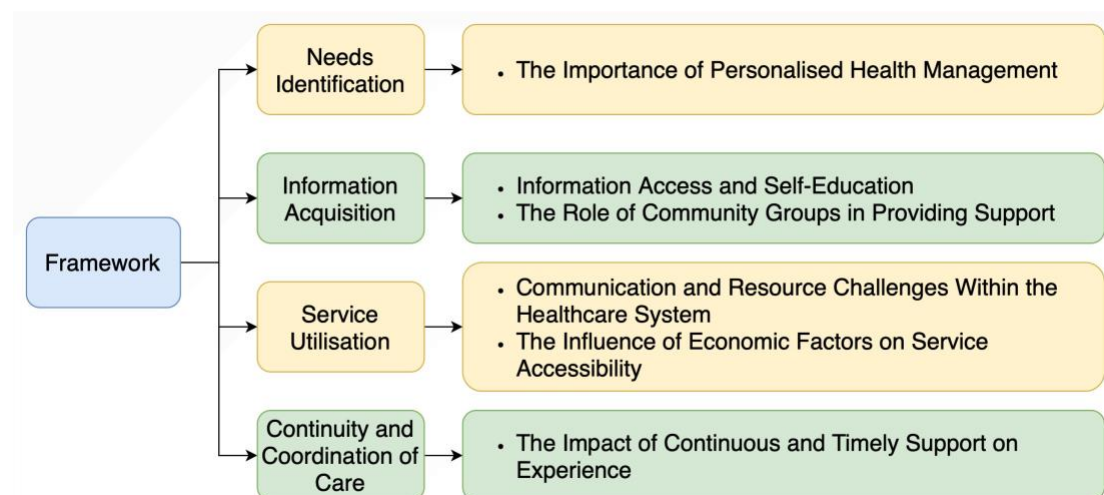 Framework
Needs
Identification
• The Importance of Personalised Health Management
Information
Acquisition
• Information Access and Self-Education
• The Role of Community Groups in Providing Support
Service
Utilisation
• Communication and Resource Challenges Within the
Healthcare System
• The Influence of Economic Factors on Service
Accessibility
Continuity and
Coordination of
Care
• The Impact of Continuous and Timely Support on
Experience